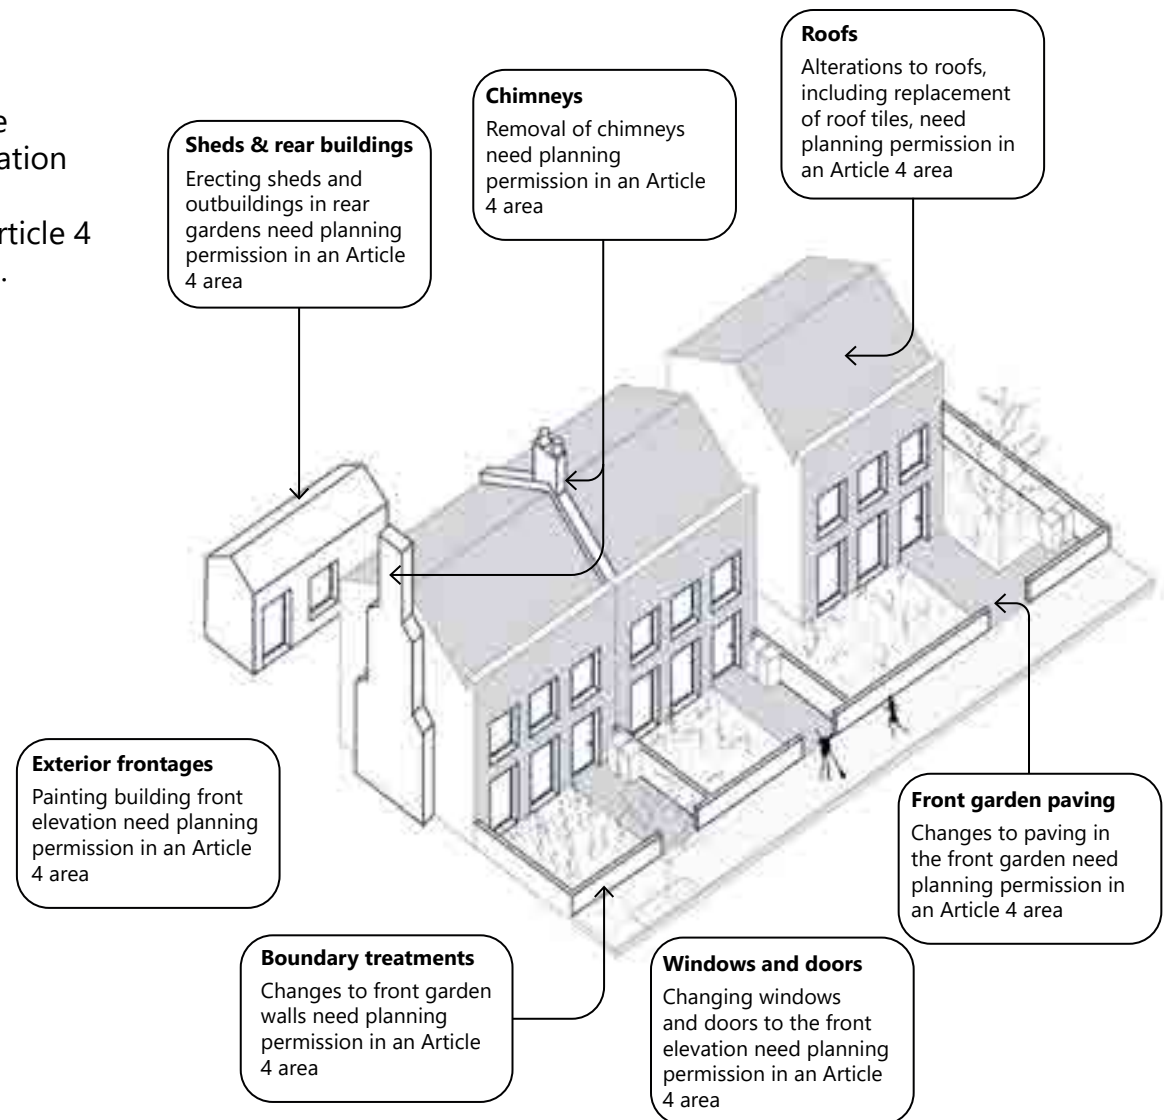 Roofs
Alterations to roofs,
including replacement
of roof tiles, need
planning permission in
an Article 4 area
Chimneys
Removal of chimneys
need planning
permission in an Article
4 area
Sheds & rear buildings
Erecting sheds and
outbuildings in rear
gardens need planning
permission in an Article
4 area
Exterior frontages
Painting building front
elevation need planning
permission in an Article
4 area
Front garden paving
Changes to paving in
the front garden need
planning permission in
an Article 4 area
Boundary treatments
Changes to front garden
walls need planning
permission in an Article
4 area
Windows and doors
Changing windows
and doors to the front
elevation need planning
permission in an Article
4 area